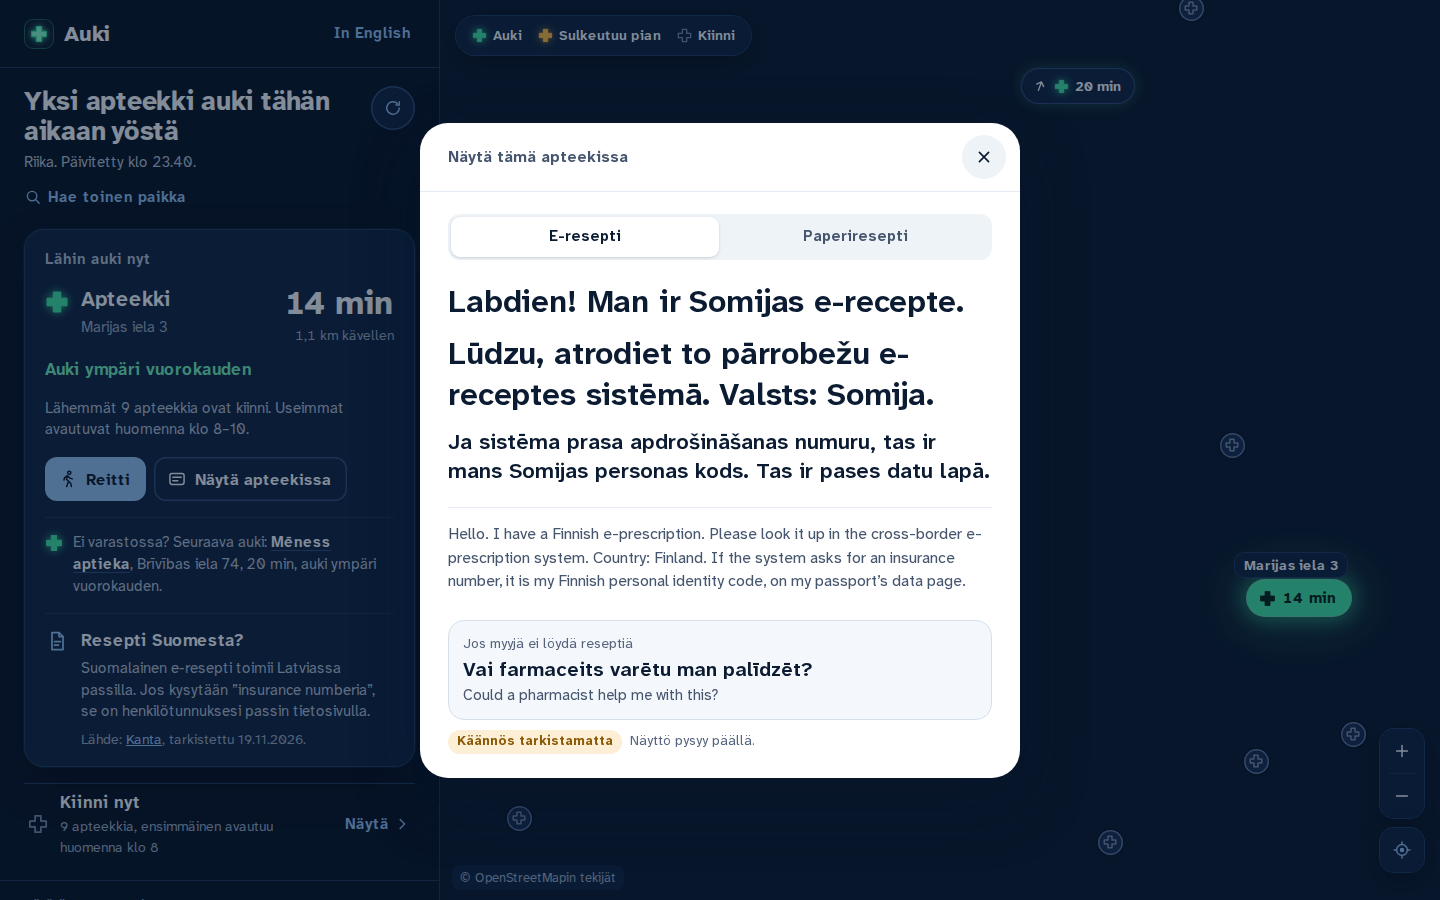 Auki
In English
Yksi apteekki auki tähän
aikaan yöstä
Riika. Päivitetty klo 23.40.
Hae toinen paikka
Lähin auki nyt
Apteekki
14 min
Marijas iela 3
1,1 km kävellen
Auki ympäri vuorokauden
Lähemmät 9 apteekkia ovat kiinni. Useimmat
avautuvat huomenna klo 8–10.
Reitti
Näytä apteekissa
Ei varastossa? Seuraava auki: Mēness
aptieka, Brīvības iela 74, 20 min, auki ympäri
vuorokauden.
Resepti Suomesta?
Suomalainen e-resepti toimii Latviassa
passilla. Jos kysytään ”insurance numberia”,
se on henkilötunnuksesi passin tietosivulla.
Lähde: Kanta, tarkistettu 19.11.2026.
Kiinni nyt
9 apteekkia, ensimmäinen avautuu
huomenna klo 8
Näytä
Auki
Sulkeutuu pian
Kiinni
20 min
Näytä tämä apteekissa
E-resepti
Paperiresepti
Labdien! Man ir Somijas e-recepte.
Lūdzu, atrodiet to pārrobežu e-
receptes sistēmā. Valsts: Somija.
Ja sistēma prasa apdrošināšanas numuru, tas ir
mans Somijas personas kods. Tas ir pases datu lapā.
Hello. I have a Finnish e-prescription. Please look it up in the cross-border e-
prescription system. Country: Finland. If the system asks for an insurance
number, it is my Finnish personal identity code, on my passport’s data page.
Jos myyjä ei löydä reseptiä
Vai farmaceits varētu man palīdzēt?
Could a pharmacist help me with this?
Käännös tarkistamatta
Näyttö pysyy päällä.
Marijas iela 3
14 min
© OpenStreetMapin tekijät